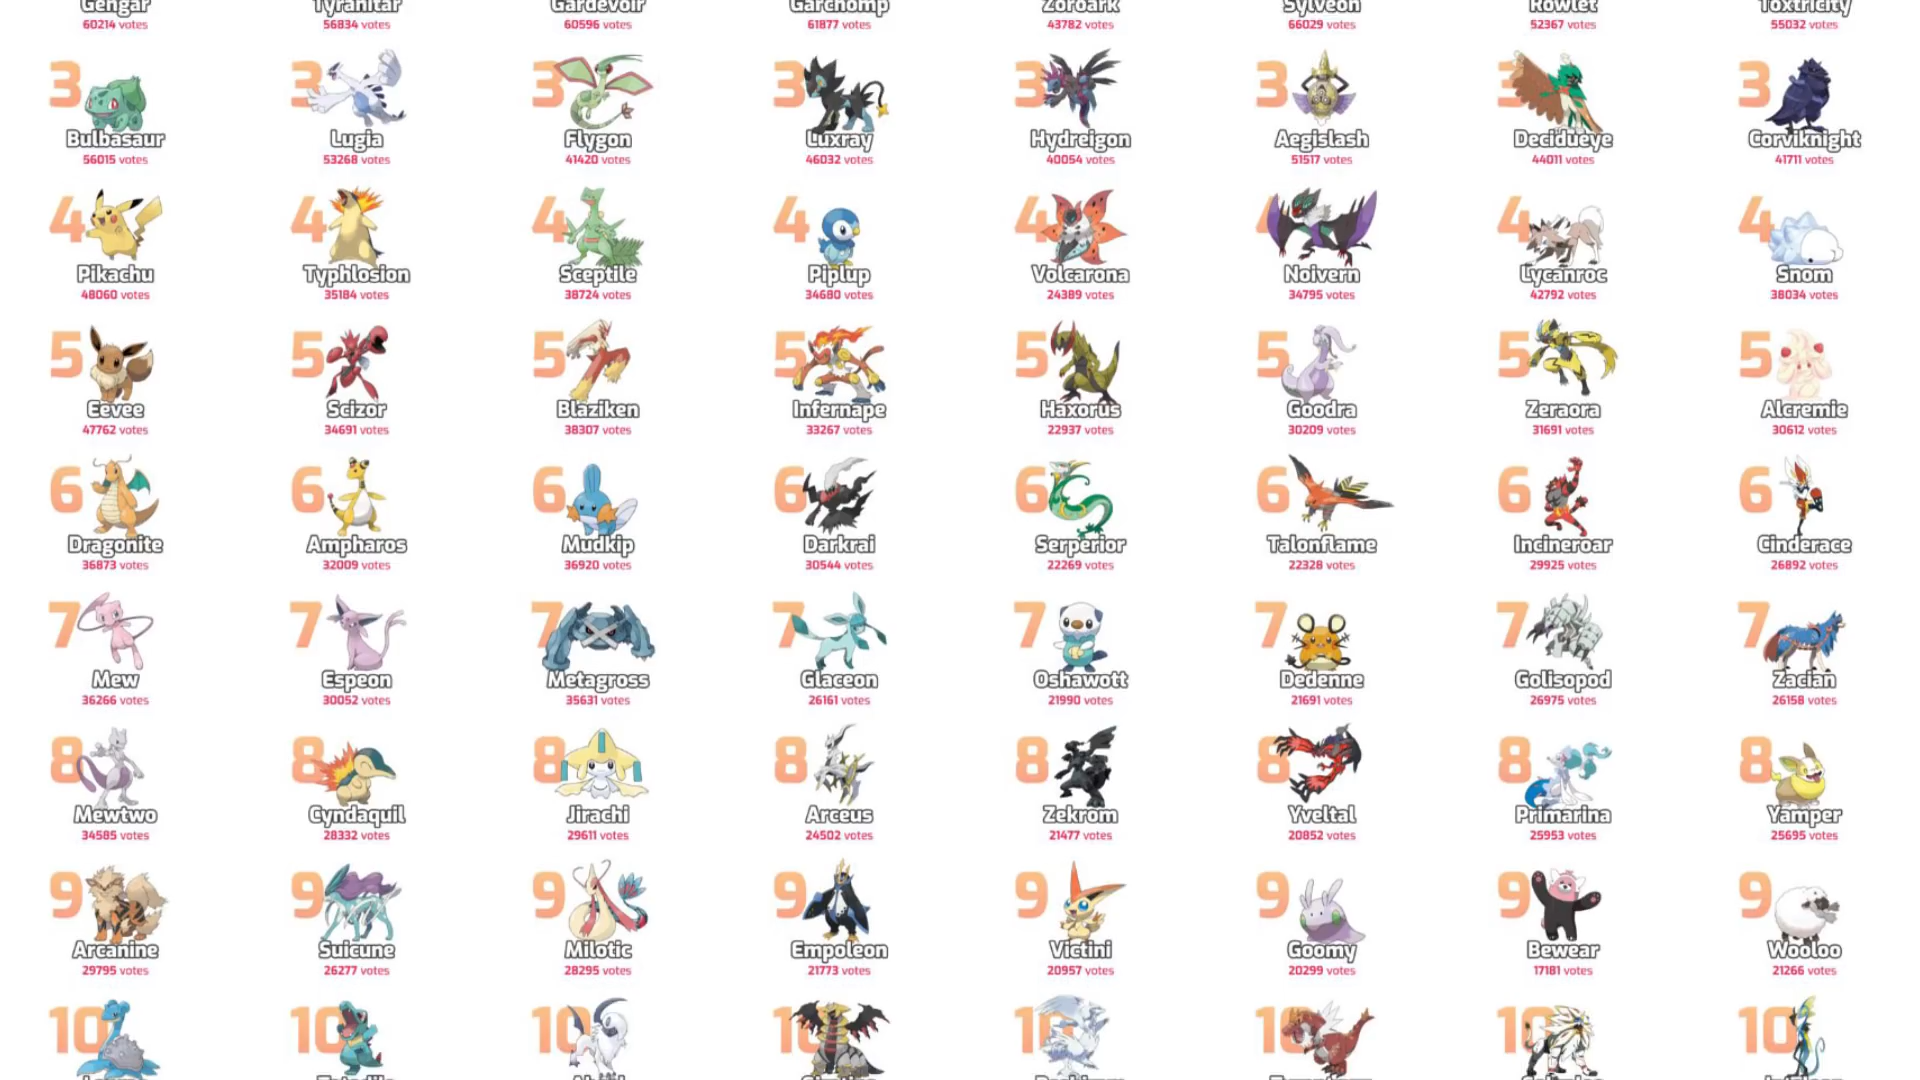 Gengar Tyranitar Gardevoir Garchomp Zoroark Sylveon Rowlet Toxtricity
60214 votes 56834 votes 60596 votes 61877 votes 43782 votes 66029 votes 52367 votes 55032 votes
3 3 3 3 3 3 3 3
Bulbasaur Lugia Flygon Luxray Hydreigon Aegislash Decidueye Corviknight
56015 votes 53268 votes 41420 votes 46032 votes 40054 votes 51517 votes 44011 votes 41711 votes
4 4 4 4 4 4 4 4
Pikachu Typhlosion Sceptile Piplup Volcarona Noivern Lycanroc Snom
48060 votes 35184 votes 38724 votes 34680 votes 24389 votes 34795 votes 42792 votes 38034 votes
5 5 5 5 5 5 5 5
Eevee Scizor Blaziken Infernape Haxorus Goodra Zeraora Alcremie
47762 votes 34691 votes 38307 votes 33267 votes 22937 votes 30209 votes 31691 votes 30612 votes
6 6 6 6 6 6 6 6
Dragonite Ampharos Mudkip Darkrai Serperior Talonflame Incineroar Cinderace
36873 votes 32009 votes 36920 votes 30544 votes 22269 votes 22328 votes 29925 votes 26892 votes
7 7 7 7 7 7 7 7
Mew Espeon Metagross Glaceon Oshawott Dedenne Golisopod Zacian
36266 votes 30052 votes 35631 votes 26161 votes 21990 votes 21691 votes 26975 votes 26158 votes
8 8 8 8 8 8 8 8
Mewtwo Cyndaquil Jirachi Arceus Zekrom Yveltal Primarina Yamper
34585 votes 28332 votes 29611 votes 24502 votes 21477 votes 20852 votes 25953 votes 25695 votes
9 9 9 9 9 9 9 9
Arcanine Suicune Milotic Empoleon Victini Goomy Bewear Wooloo
29795 votes 26277 votes 28295 votes 21773 votes 20957 votes 20299 votes 17181 votes 21266 votes
10 10 10 10 10 10 10 10